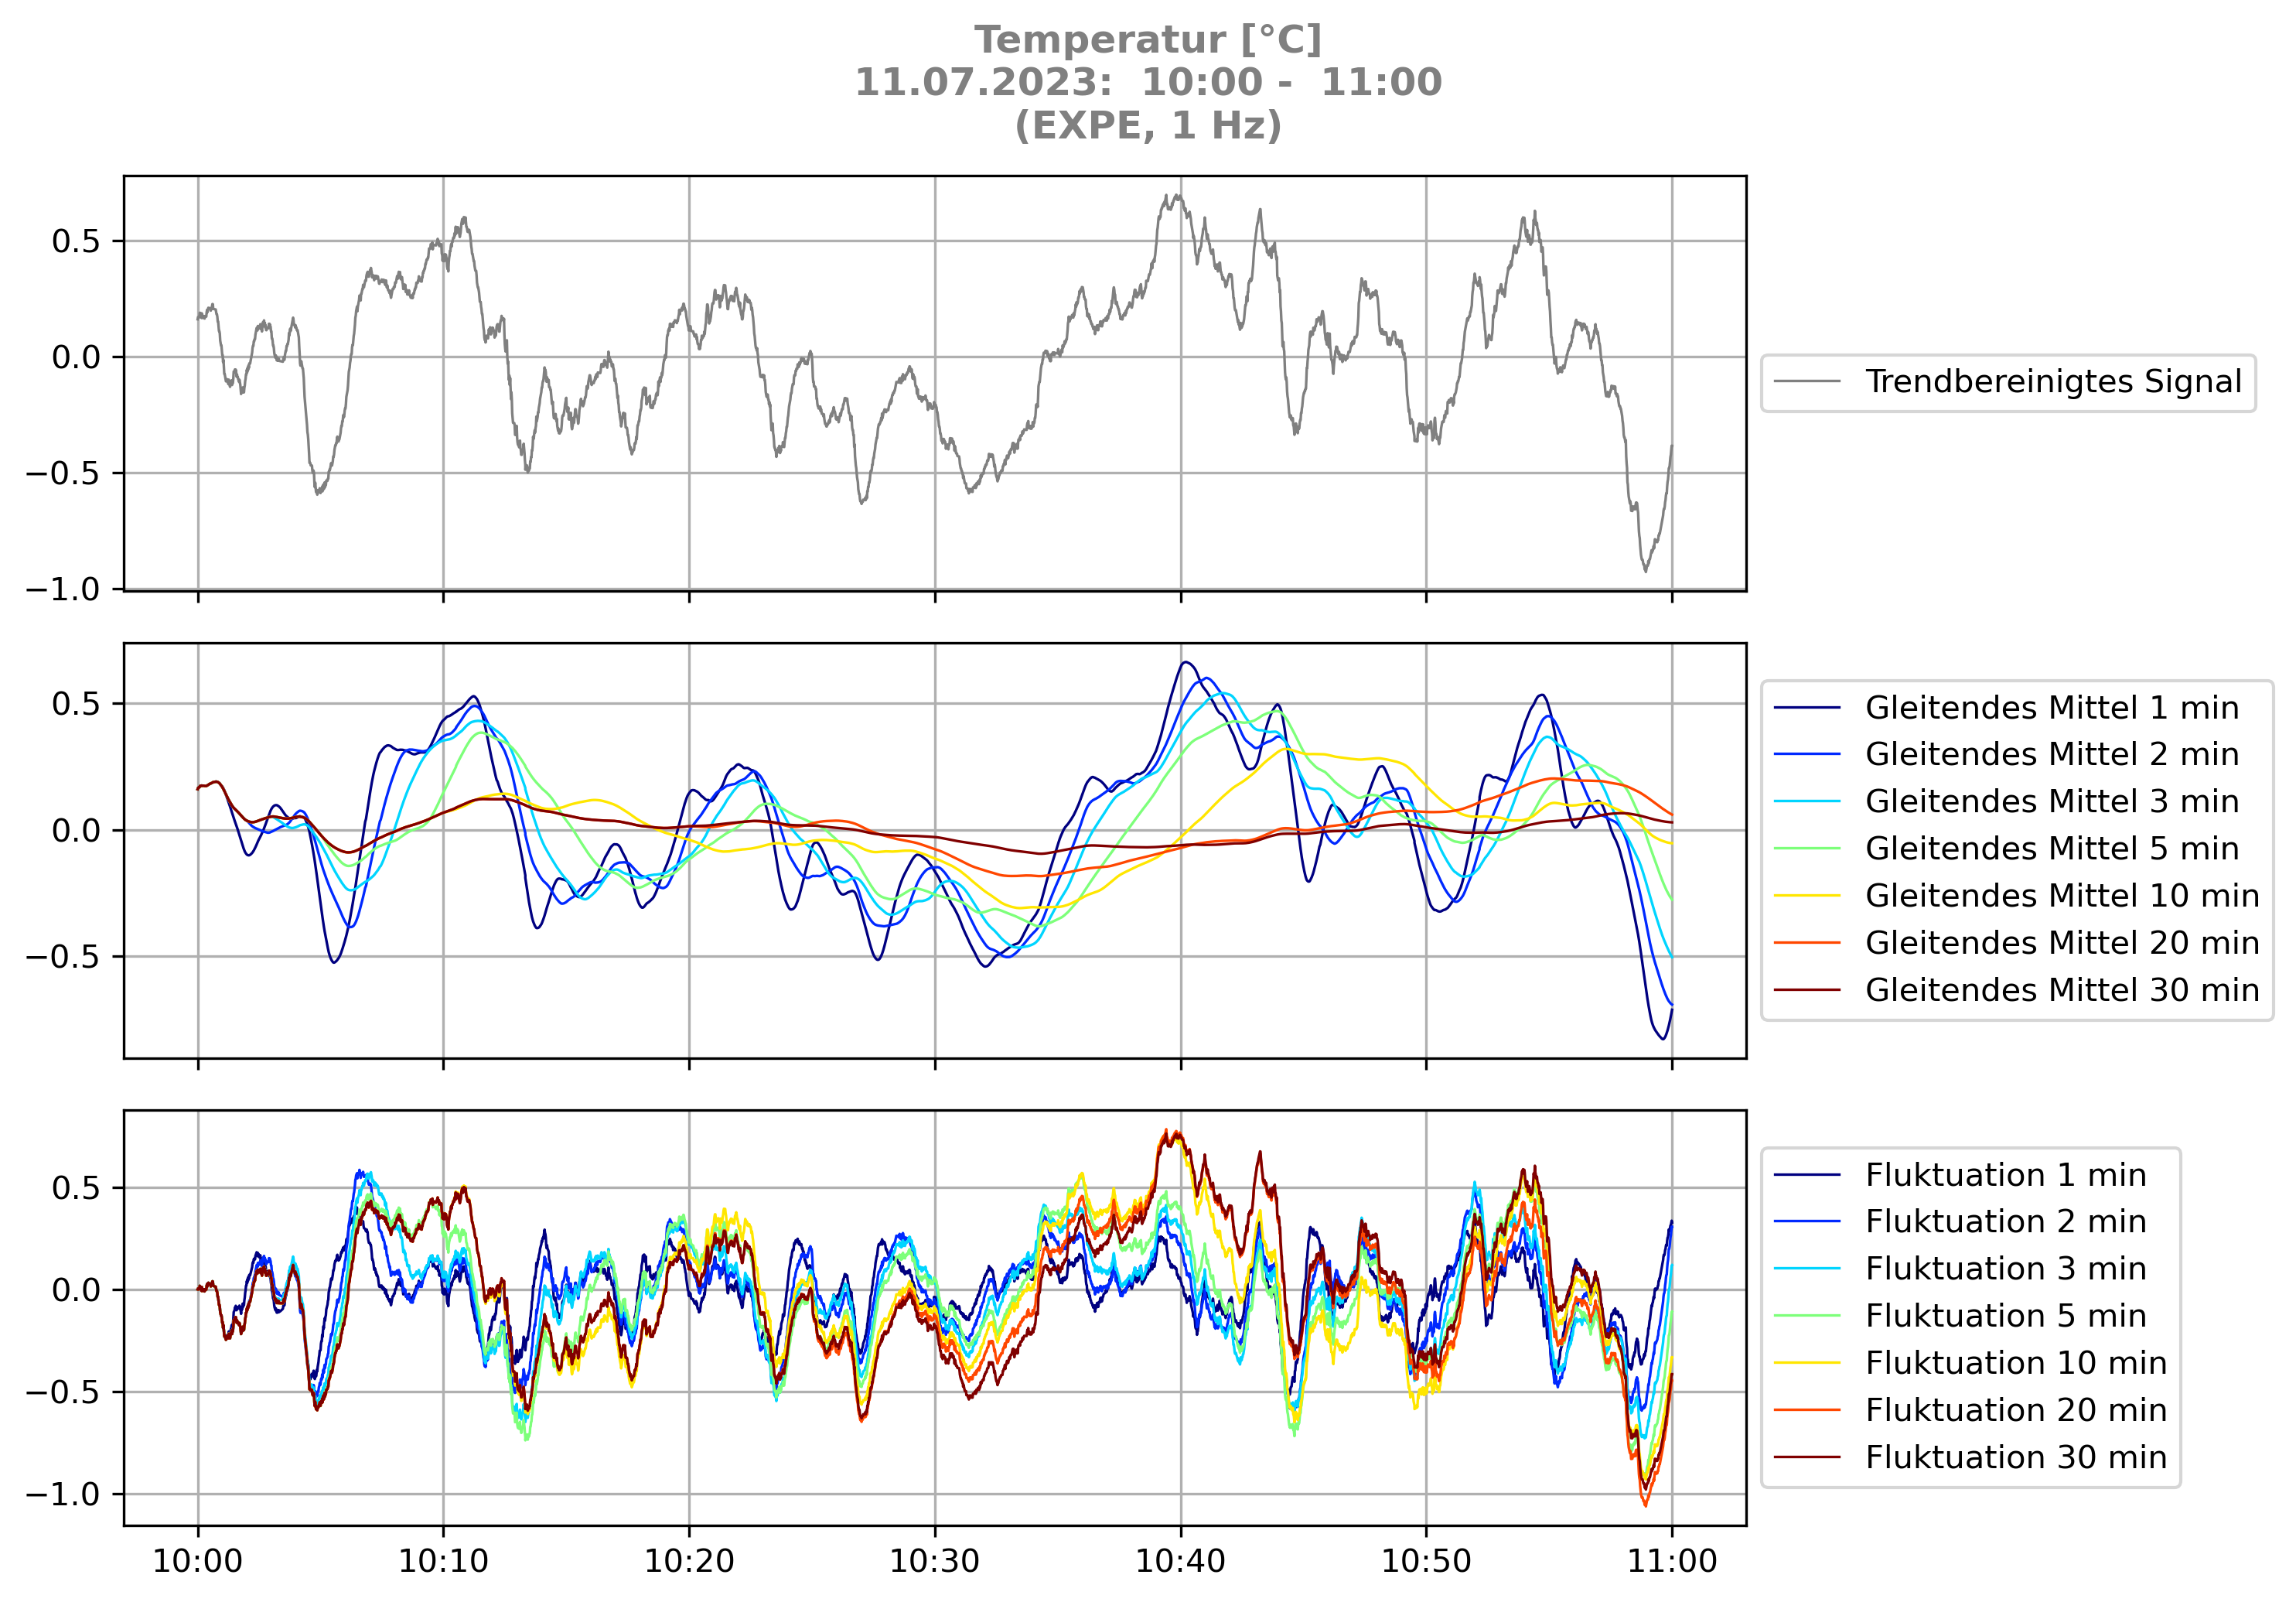 Temperatur [°C]
11.07.2023:  10:00 -  11:00
(EXPE, 1 Hz)
0.5
0.0
−0.5
−1.0
Trendbereinigtes Signal
0.5
0.0
−0.5
Gleitendes Mittel 1 min
Gleitendes Mittel 2 min
Gleitendes Mittel 3 min
Gleitendes Mittel 5 min
Gleitendes Mittel 10 min
Gleitendes Mittel 20 min
Gleitendes Mittel 30 min
0.5
0.0
−0.5
−1.0
Fluktuation 1 min
Fluktuation 2 min
Fluktuation 3 min
Fluktuation 5 min
Fluktuation 10 min
Fluktuation 20 min
Fluktuation 30 min
10:00 10:10 10:20 10:30 10:40 10:50 11:00